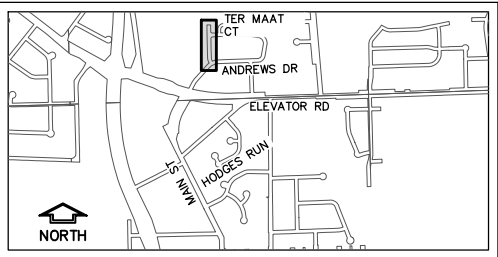 TER MAAT
CT
ANDREWS DR
ELEVATOR RD
HODGES RUN
MAIN ST
NORTH